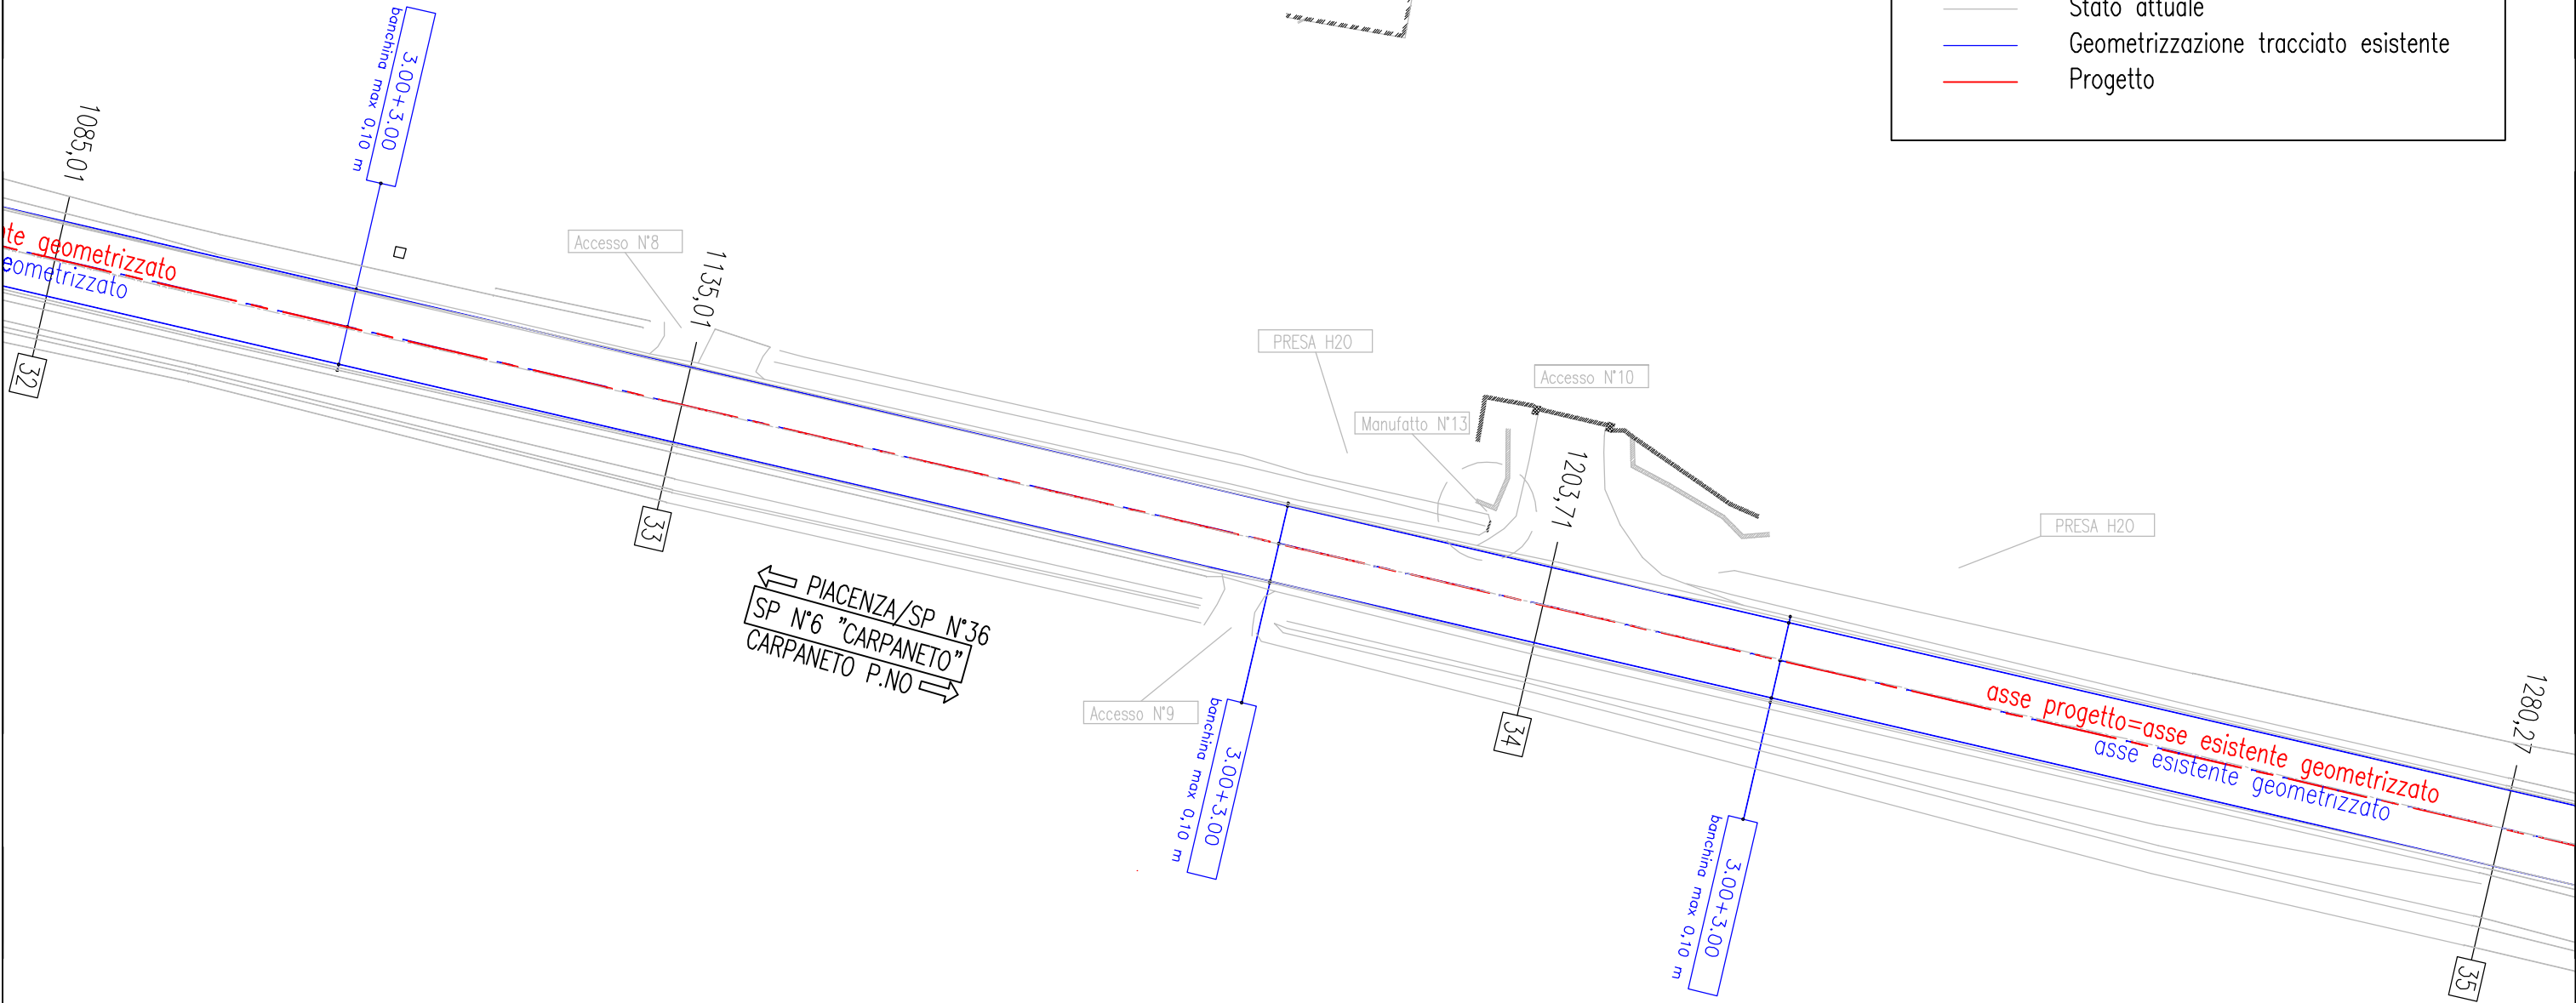 Stato attuale
Geometrizzazione tracciato esistente
Progetto
3.00+3.00
banchina max 0,10 m
1085,01
geometrizzato
32
Accesso N°8
1135,01
33
PIACENZA/SP N°36
SP N°6 "CARPANETO"
CARPANETO P.NO
PRESA H20
Manufatto N°13
Accesso N°10
1203,71
34
Accesso N°9
3.00+3.00
banchina max 0,10 m
PRESA H20
3.00+3.00
banchina max 0,10 m
asse progetto=asse esistente geometrizzato
asse esistente geometrizzato
1280,27
35